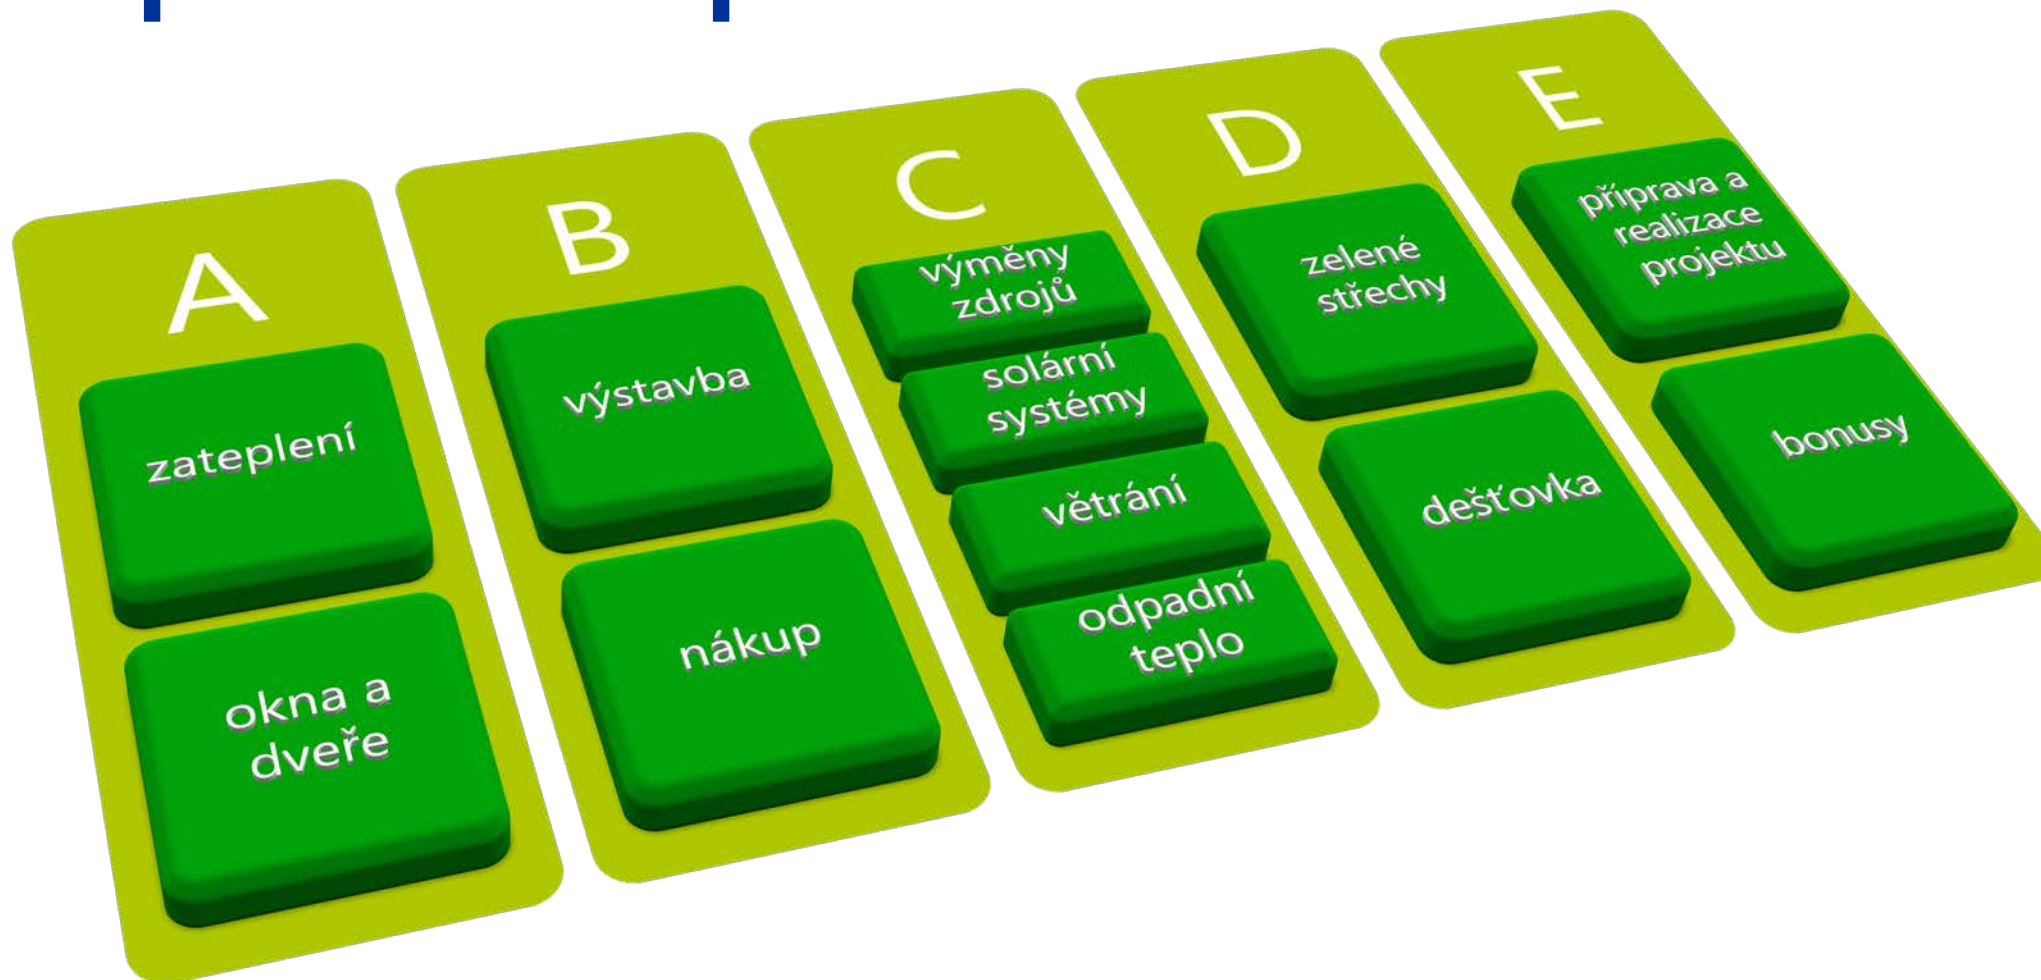 A
zateplení
okna a
dveře
B
výstavba
nákup
C
výměny
zdrojů
solární
systémy
větrání
odpadní
teplo
D
zelené
střechy
dešťovka
E
příprava a
realizace
projektu
bonusy